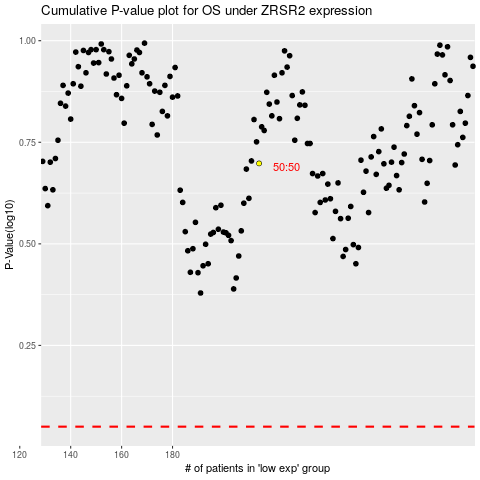 Cumulative P-value plot for OS under ZRSR2 expression
P-Value(log10)
1.00
0.75
0.50
0.25
50:50
120 140 160 180
# of patients in 'low exp' group